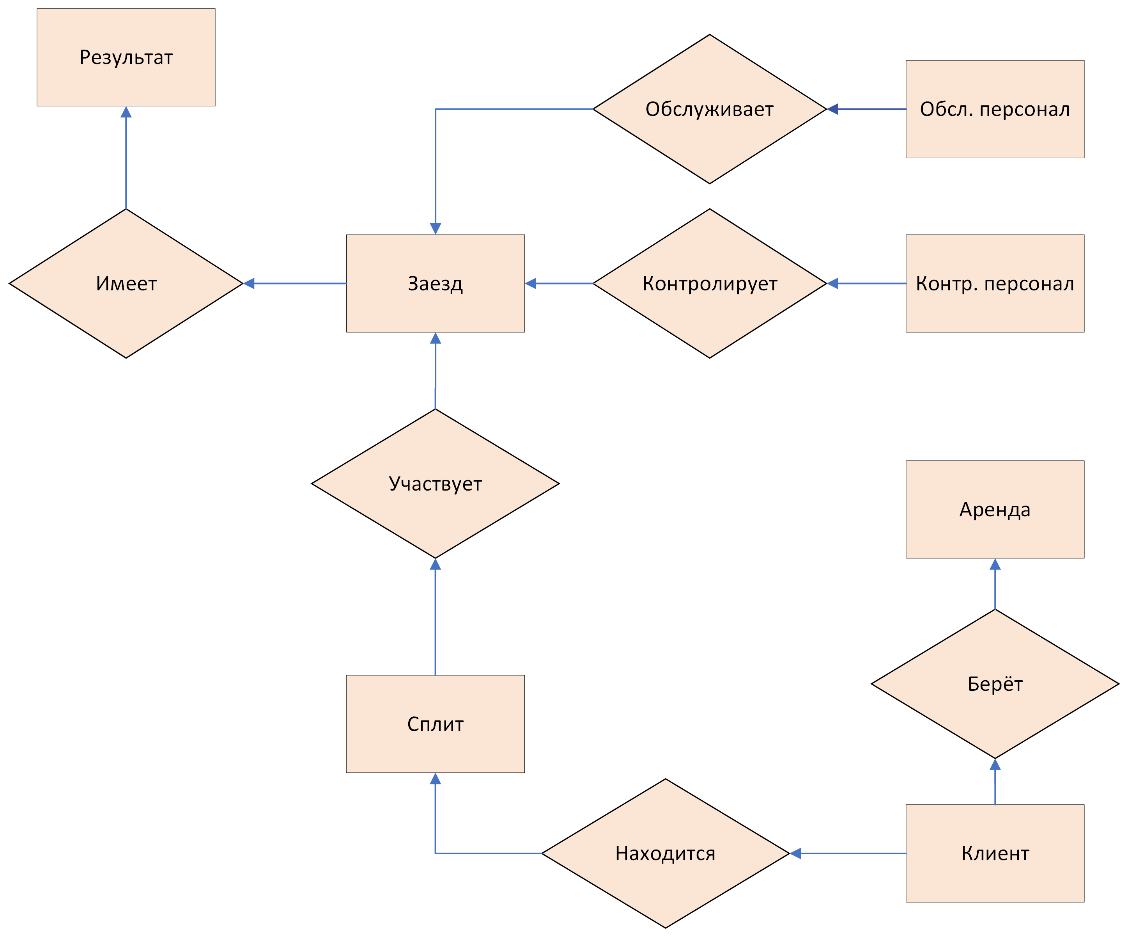 Результат
Обслуживает
Обсл. персонал
Имеет
Заезд
Контролирует
Контр. персонал
Участвует
Аренда
Берёт
Сплит
Находится
Клиент